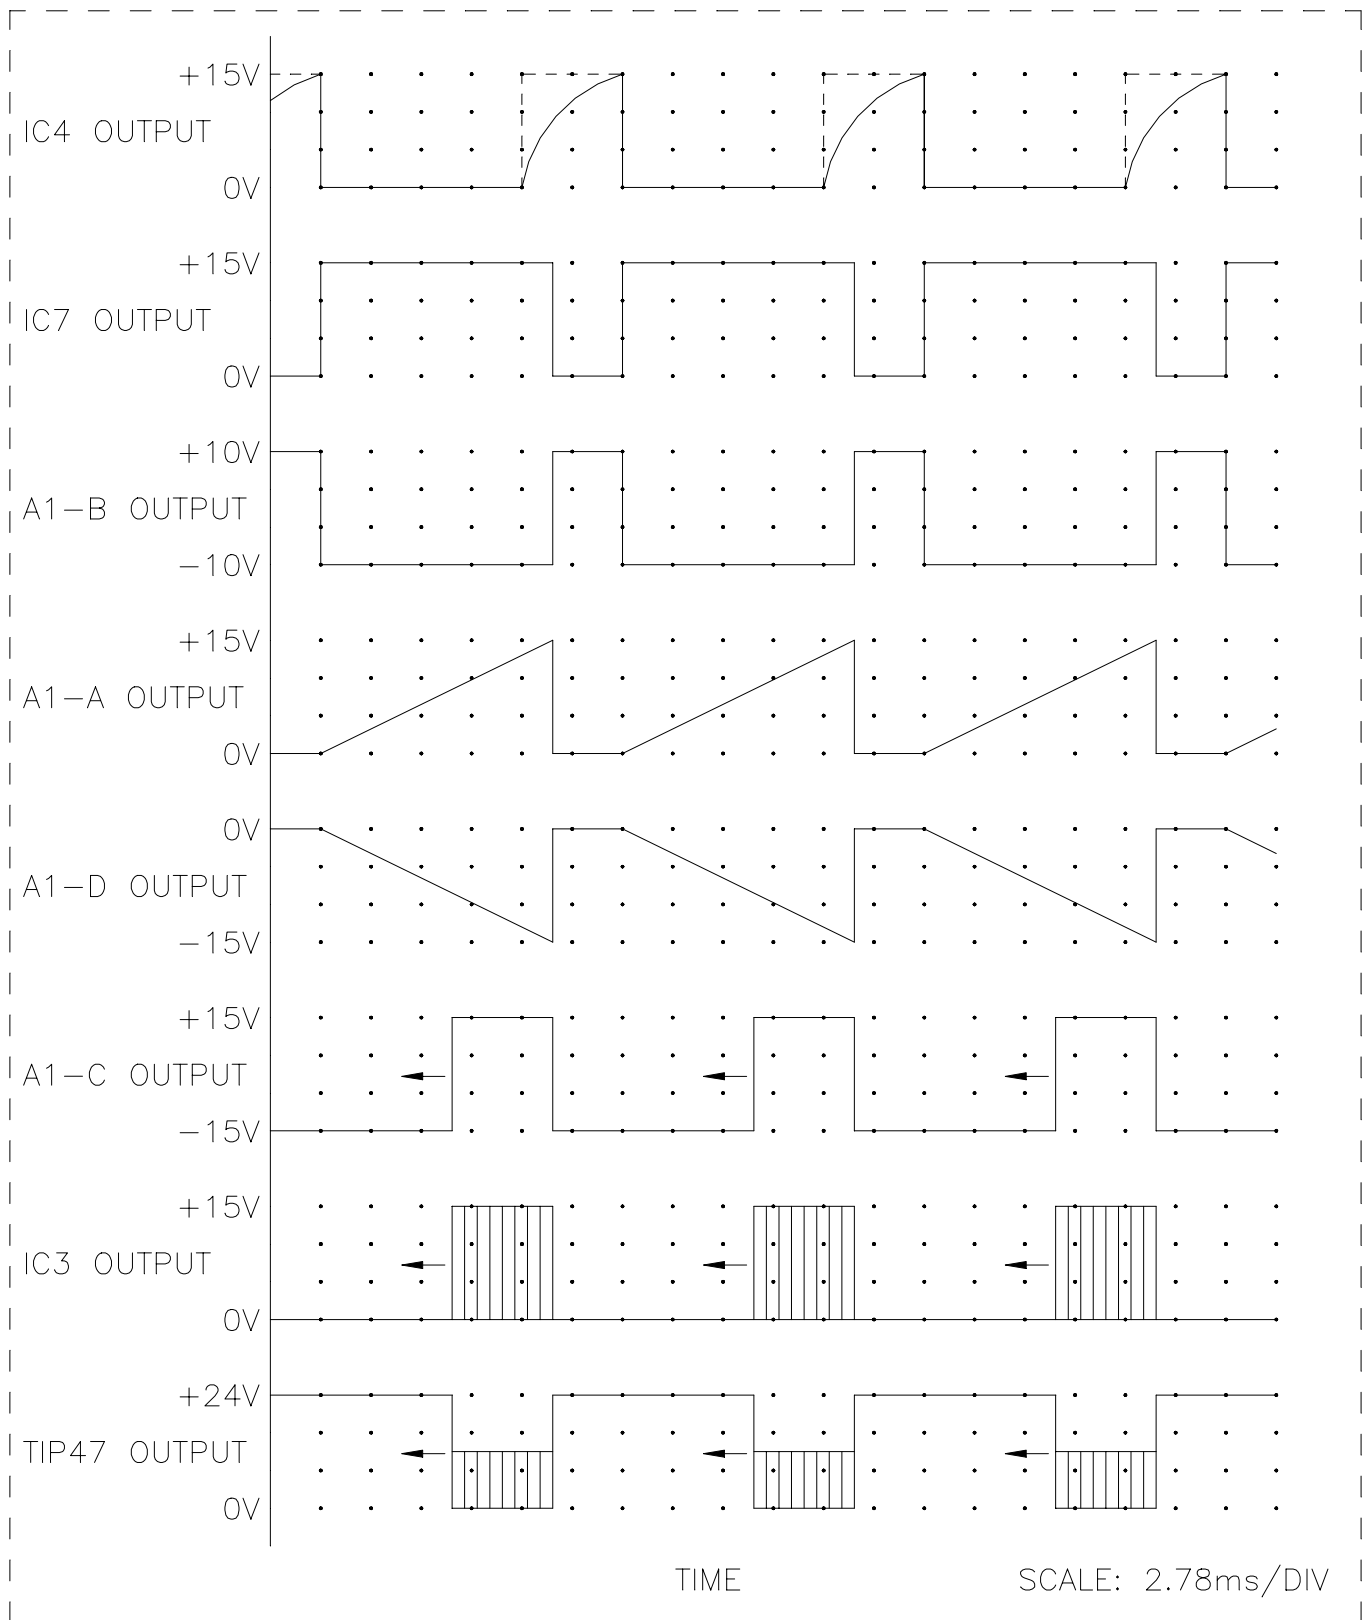 +15V
IC4 OUTPUT
0V
+15V
IC7 OUTPUT
0V
+10V
A1-B OUTPUT
-10V
+15V
A1-A OUTPUT
0V
0V
A1-D OUTPUT
-15V
+15V
A1-C OUTPUT
-15V
+15V
IC3 OUTPUT
0V
+24V
TIP47 OUTPUT
0V
TIME
SCALE: 2.78ms/DIV